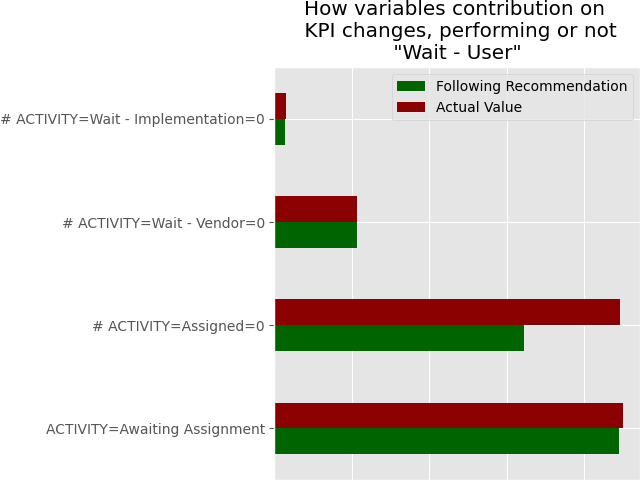 How variables contribution on
KPI changes, performing or not
"Wait - User"
Following Recommendation
Actual Value
# ACTIVITY=Wait - Implementation=0
# ACTIVITY=Wait - Vendor=0
# ACTIVITY=Assigned=0
ACTIVITY=Awaiting Assignment